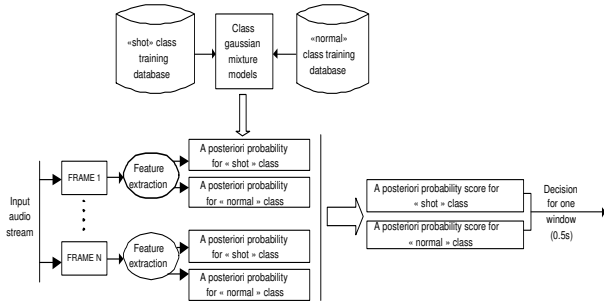 «shot» class
training
database
Class
gaussian
mixture
models
«normal»
class training
database
Input
audio
stream
FRAME 1
Feature
extraction
A posteriori probability
for « shot » class
A posteriori probability
for « normal » class
FRAME N
Feature
extraction
A posteriori probability
for « shot » class
A posteriori probability
for « normal » class
A posteriori probability score for
« shot » class
A posteriori probability score for
« normal » class
Decision
for one
window
(0.5s)